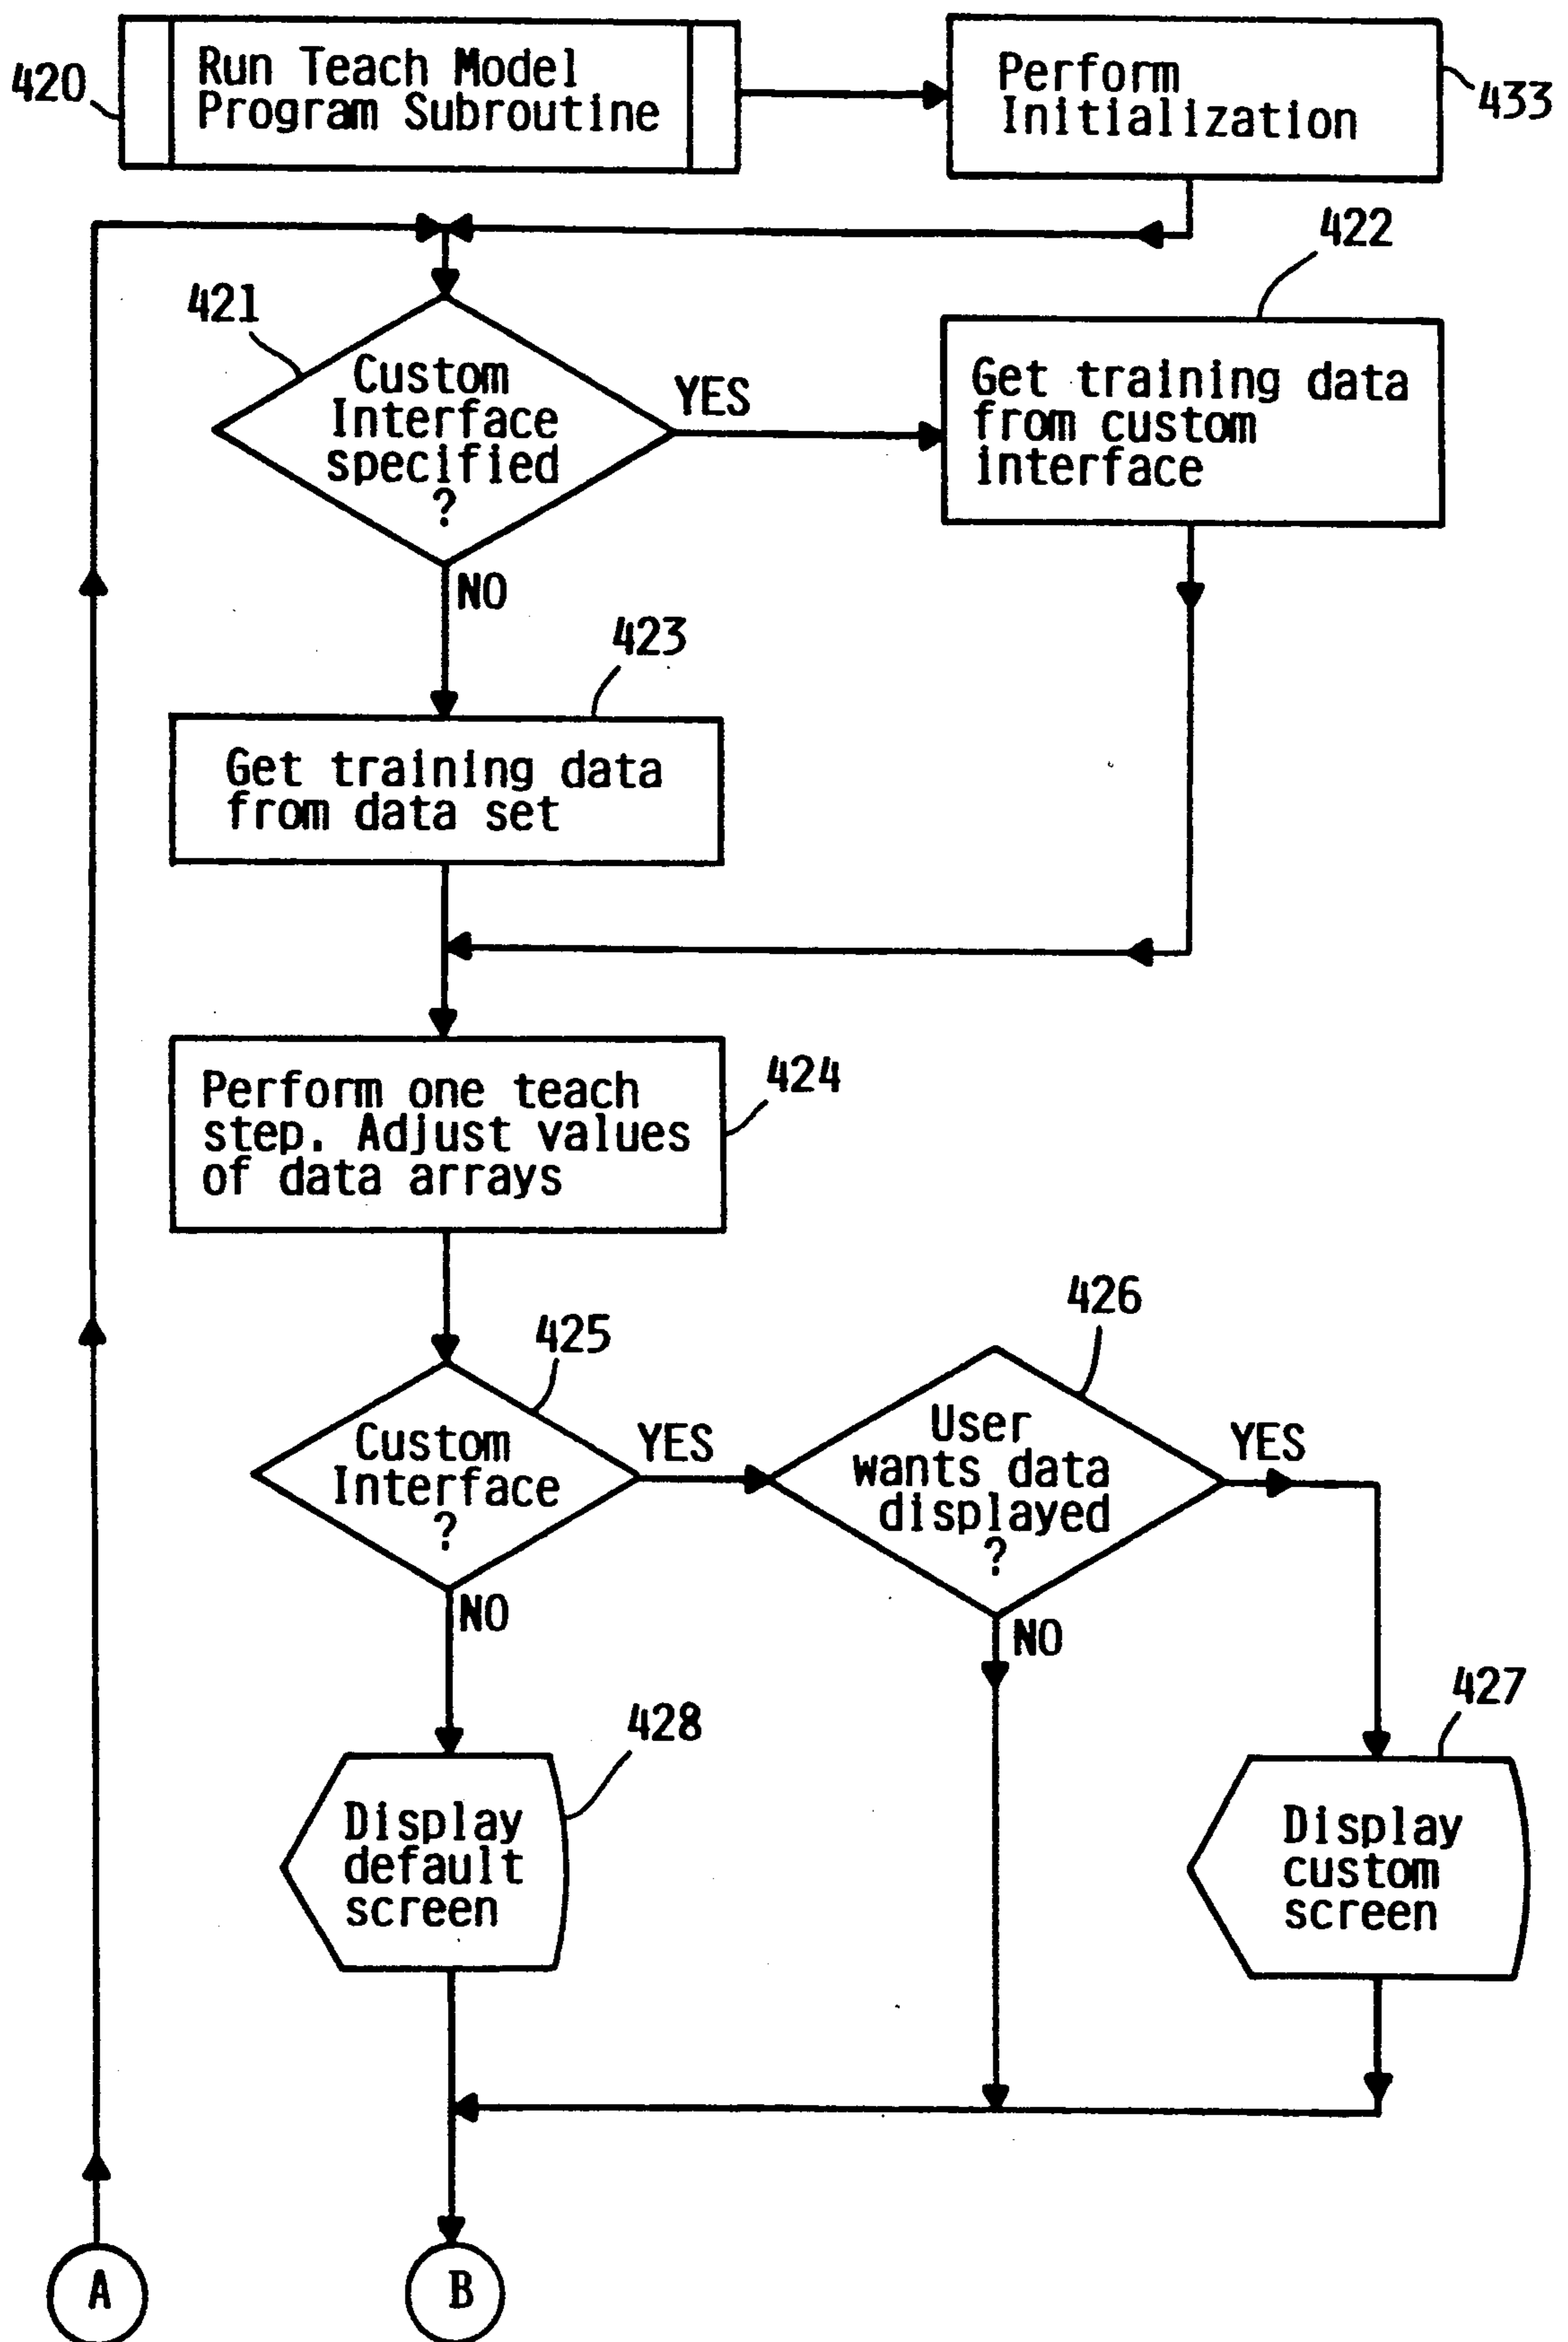 420
Run Teach Model
Program Subroutine
Perform
Initialization
433
421
Custom
Interface
specified
?
YES
NO
422
Get training data
from custom
interface
423
Get training data
from data set
424
Perform one teach
step. Adjust values
of data arrays
425
Custom
Interface
?
YES
NO
426
User
wants data
displayed
?
YES
NO
428
Display
default
screen
427
Display
custom
screen
A
B